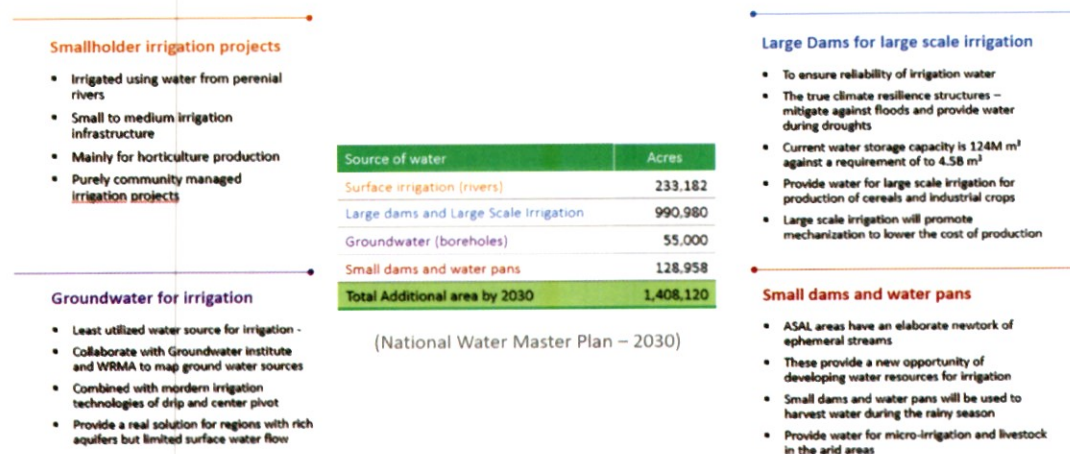 Smallholder irrigation projects
▪ Irrigated using water from perenial
rivers
▪ Small to medium irrigation
infrastructure
▪ Mainly for horticulture production
▪ Purely community managed
irrigation projects
Groundwater for irrigation
▪ Least utilized water source for irrigation -
▪ Collaborate with Groundwater institute
and WRMA to map ground water sources
▪ Combined with mordern irrigation
technologies of drip and center pivot
▪ Provide a real solution for regions with rich
aquifers but limited surface water flow
Source of water Acres
Surface irrigation (rivers) 233,182
Large dams and Large Scale Irrigation 990,980
Groundwater (boreholes) 55,000
Small dams and water pans 128,958
Total Additional area by 2030 1,408,120
(National Water Master Plan – 2030)
Large Dams for large scale irrigation
▪ To ensure reliability of irrigation water
▪ The true climate resilience structures –
mitigate against floods and provide water
during droughts
▪ Current water storage capacity is 124M m³
against a requirement of to 4.5B m³
▪ Provide water for large scale irrigation for
production of cereals and industrial crops
▪ Large scale irrigation will promote
mechanization to lower the cost of production
Small dams and water pans
▪ ASAL areas have an elaborate newtork of
ephemeral streams
▪ These provide a new opportunity of
developing water resources for irrigation
▪ Small dams and water pans will be used to
harvest water during the rainy season
▪ Provide water for micro-irrigation and livestock
in the arid areas